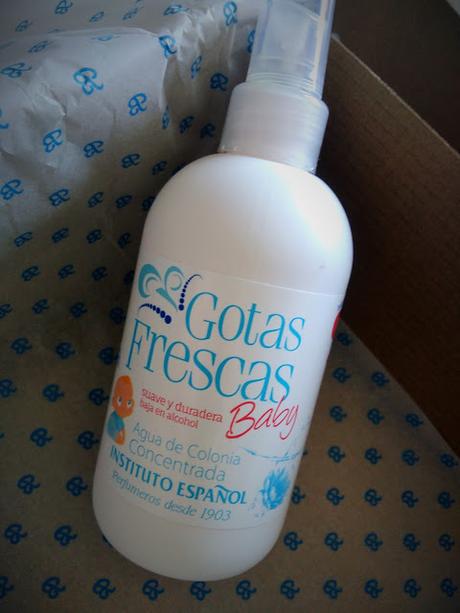 Gotas
Frescas
Baby
suave y duradera
baja en alcohol
Agua de Colonia
Concentrada
INSTITUTO ESPAÑOL
Perfumeros desde 1903